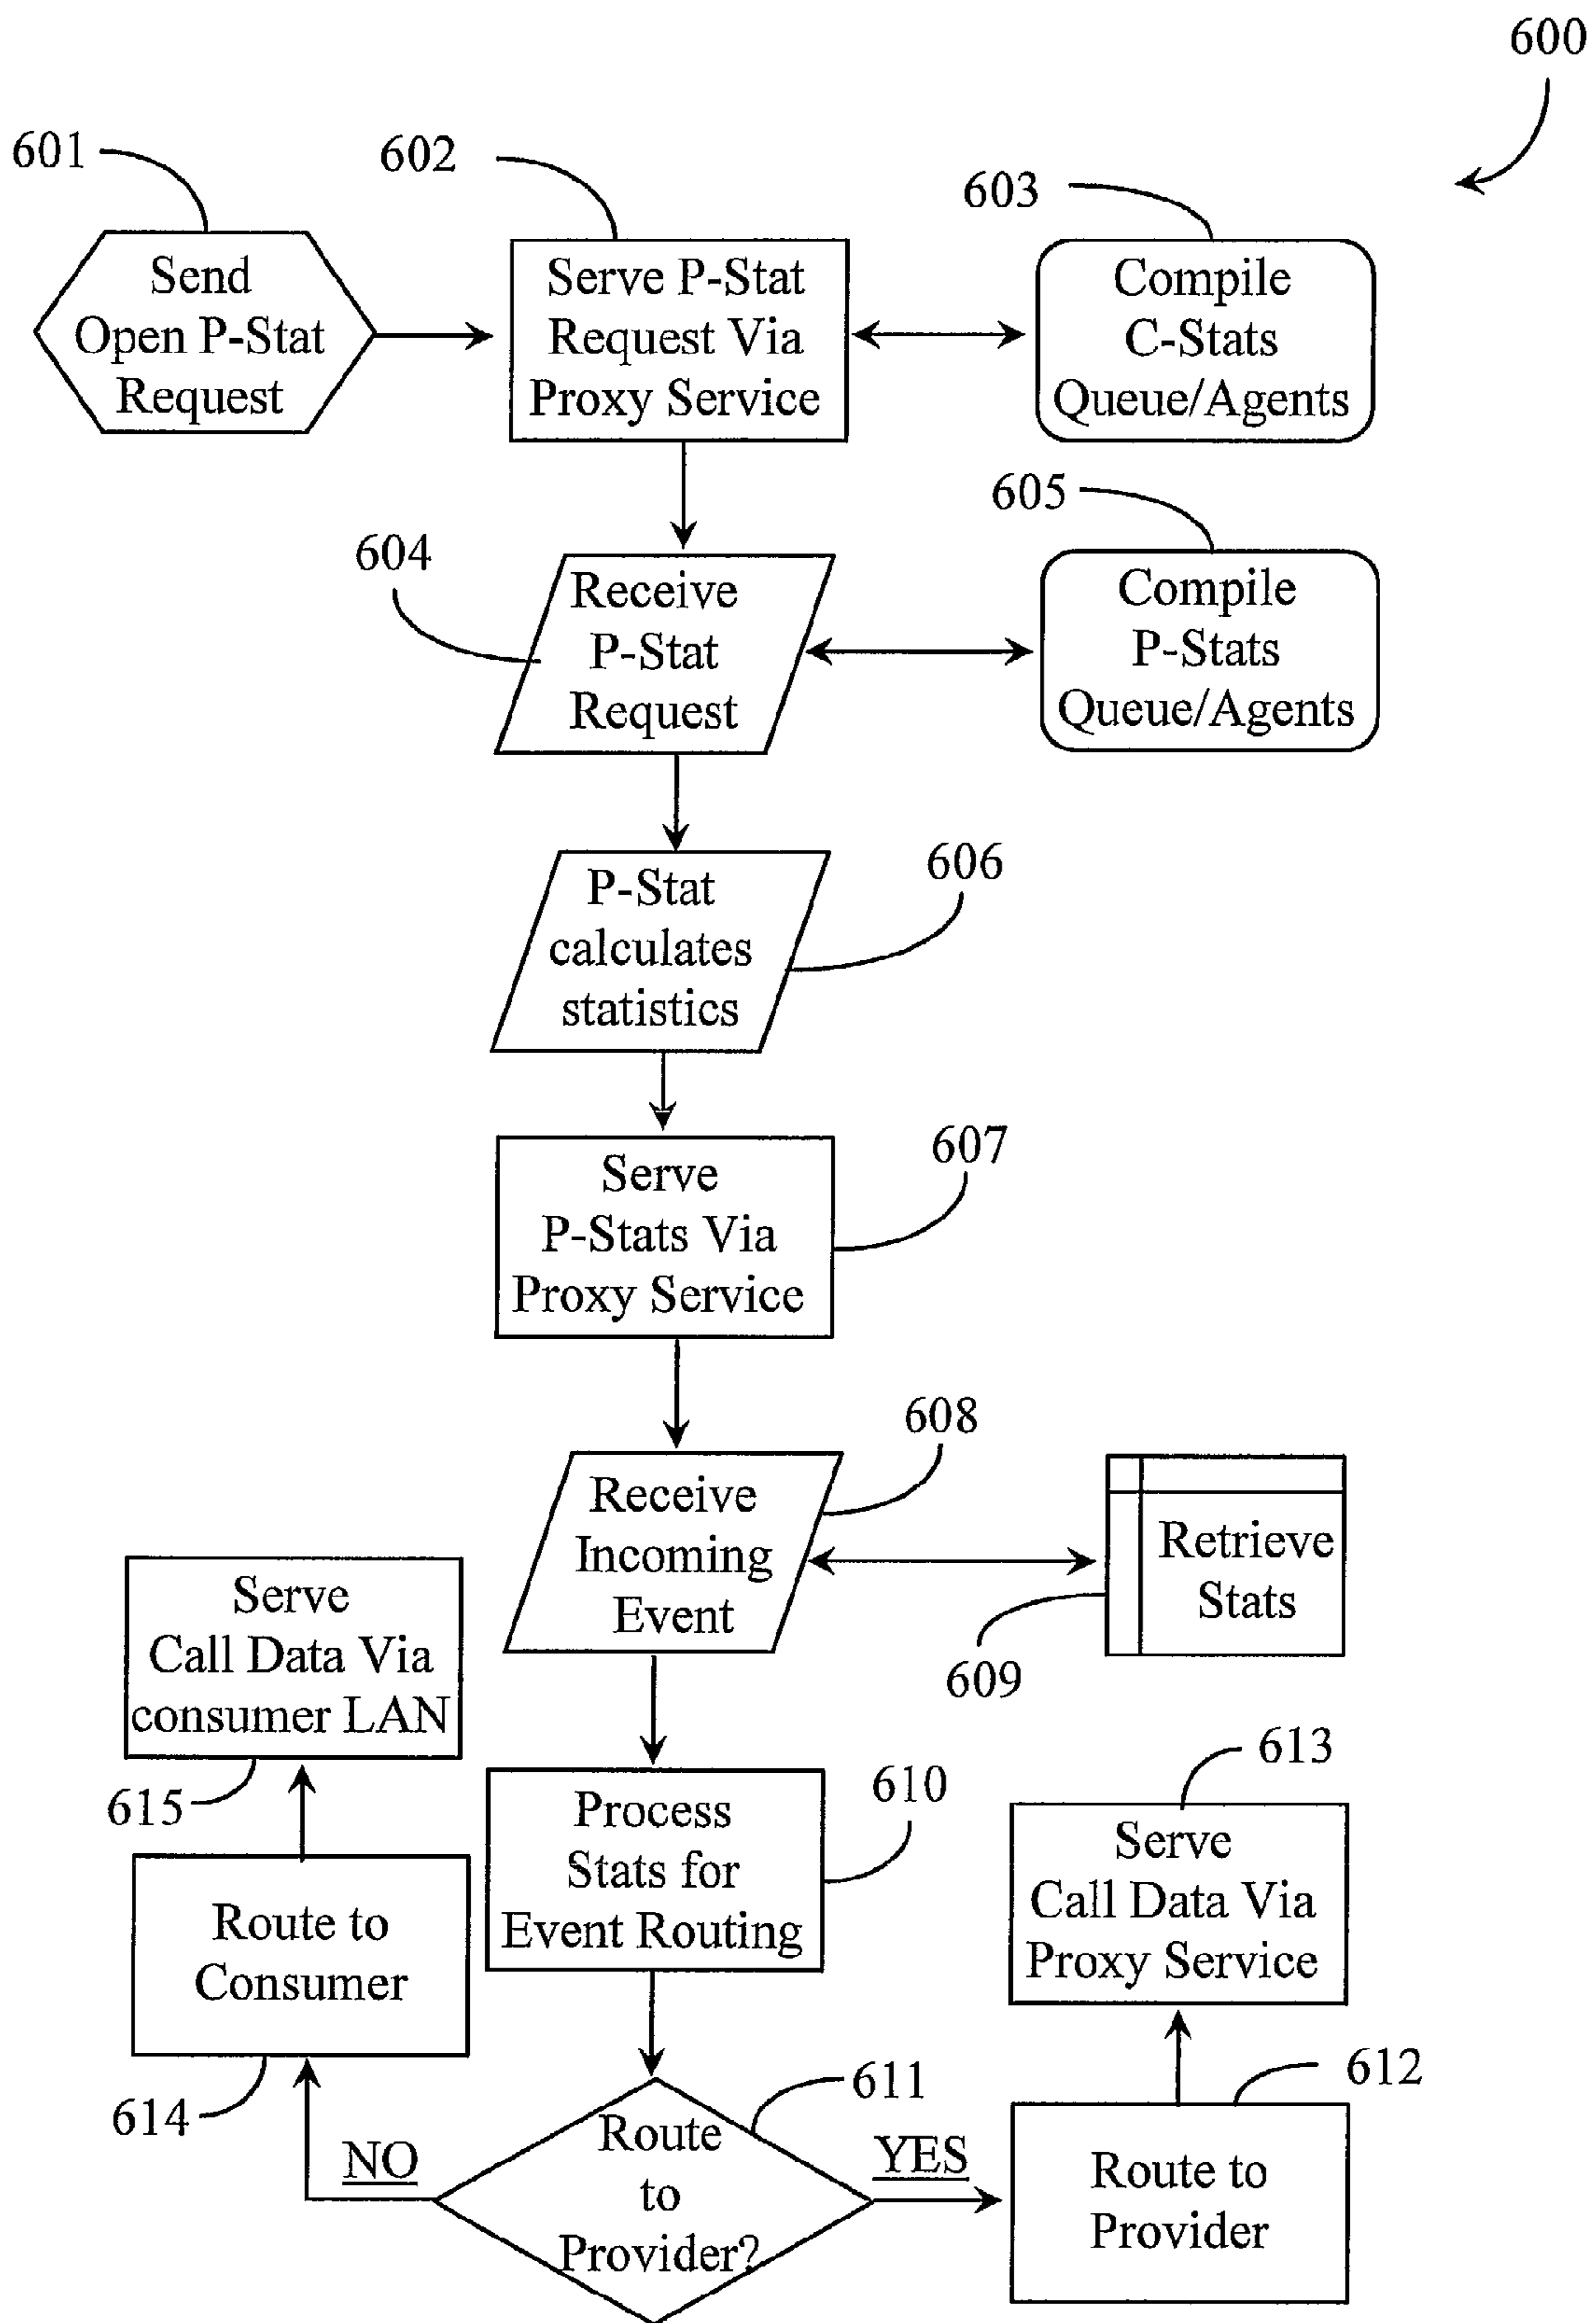 600
601
602
603
Send
Open P-Stat
Request
Serve P-Stat
Request Via
Proxy Service
Compile
C-Stats
Queue/Agents
604
605
Receive
P-Stat
Request
Compile
P-Stats
Queue/Agents
606
P-Stat
calculates
statistics
607
Serve
P-Stats Via
Proxy Service
608
Receive
Incoming
Event
Retrieve
Stats
609
Serve
Call Data Via
consumer LAN
615
610
Process
Stats for
Event Routing
613
Serve
Call Data Via
Proxy Service
Route to
Consumer
614
611
612
Route
to
Provider?
NO
YES
Route to
Provider